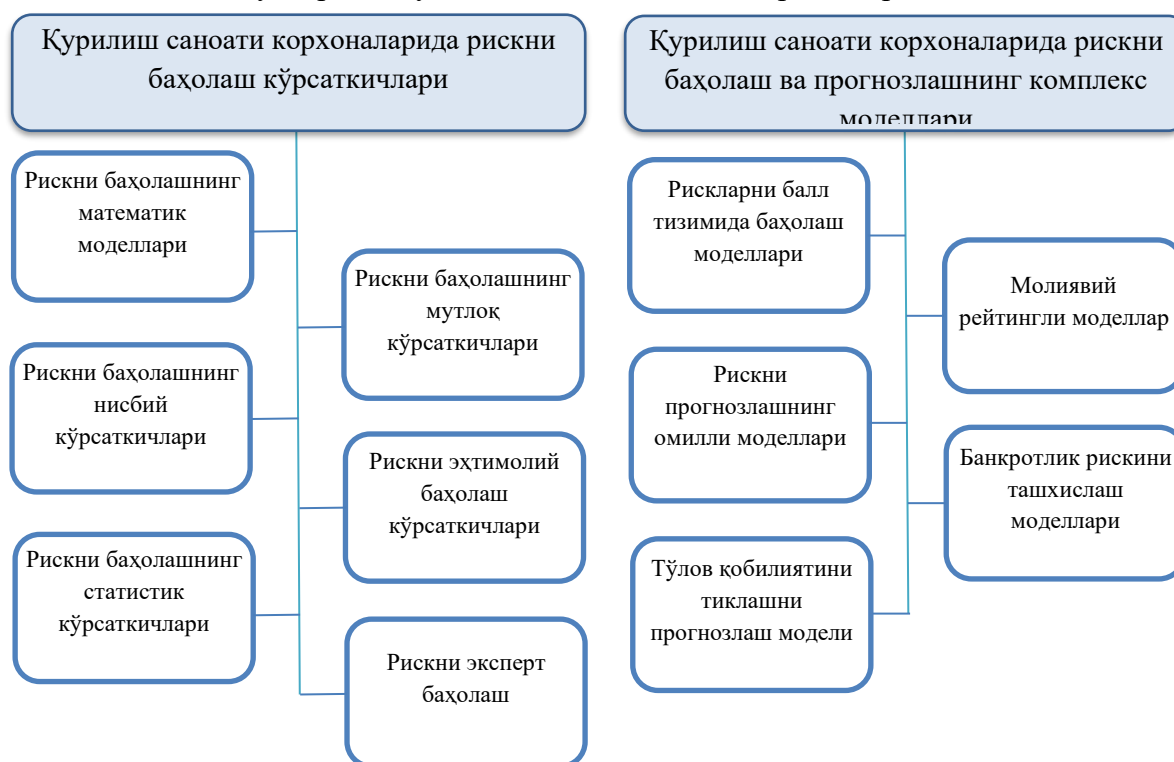 Қурилиш саноати корхоналарида рискни
баҳолаш кўрсаткичлари
Рискни баҳолашнинг
математик
моделлари
Рискни баҳолашнинг
мутлоқ
кўрсаткичлари
Рискни баҳолашнинг
нисбий
кўрсаткичлари
Рискни эҳтимолий
баҳолаш
кўрсаткичлари
Рискни баҳолашнинг
статистик
кўрсаткичлари
Рискни эксперт
баҳолаш
Қурилиш саноати корхоналарида рискни
баҳолаш ва прогнозлашнинг комплекс
моделлари
Рискларни балл
тизимида баҳолаш
моделлари
Молиявий
рейтингли моделлар
Рискни
прогнозлашнинг
омилли моделлари
Банкротлик рискини
ташхислаш
моделлари
Тўлов қобилиятини
тиклашни
прогнозлаш модели